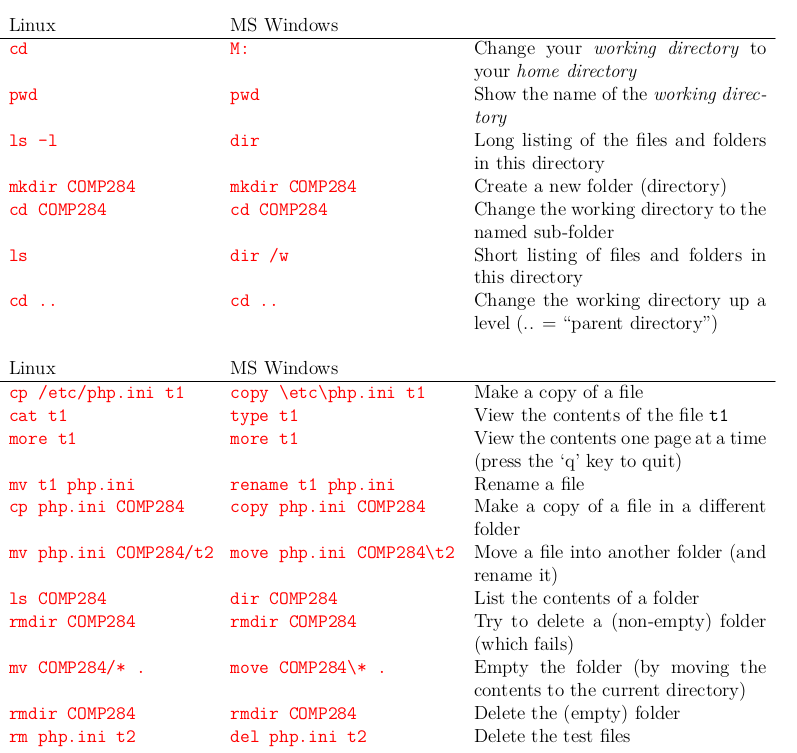 Linux MS Windows
cd M: Change your working directory to
your home directory
pwd pwd Show the name of the working direc-
tory
ls -l dir Long listing of the files and folders
in this directory
mkdir COMP284 mkdir COMP284 Create a new folder (directory)
cd COMP284 cd COMP284 Change the working directory to the
named sub-folder
ls dir /w Short listing of files and folders in
this directory
cd .. cd .. Change the working directory up a
level (.. = “parent directory”)
Linux MS Windows
cp /etc/php.ini t1 copy \etc\php.ini t1 Make a copy of a file
cat t1 type t1 View the contents of the file t1
more t1 more t1 View the contents one page at a time
(press the ‘q’ key to quit)
mv t1 php.ini rename t1 php.ini Rename a file
cp php.ini COMP284 copy php.ini COMP284 Make a copy of a file in a different
folder
mv php.ini COMP284/t2 move php.ini COMP284\t2 Move a file into another folder (and
rename it)
ls COMP284 dir COMP284 List the contents of a folder
rmdir COMP284 rmdir COMP284 Try to delete a (non-empty) folder
(which fails)
mv COMP284/* . move COMP284\* . Empty the folder (by moving the
contents to the current directory)
rmdir COMP284 rmdir COMP284 Delete the (empty) folder
rm php.ini t2 del php.ini t2 Delete the test files